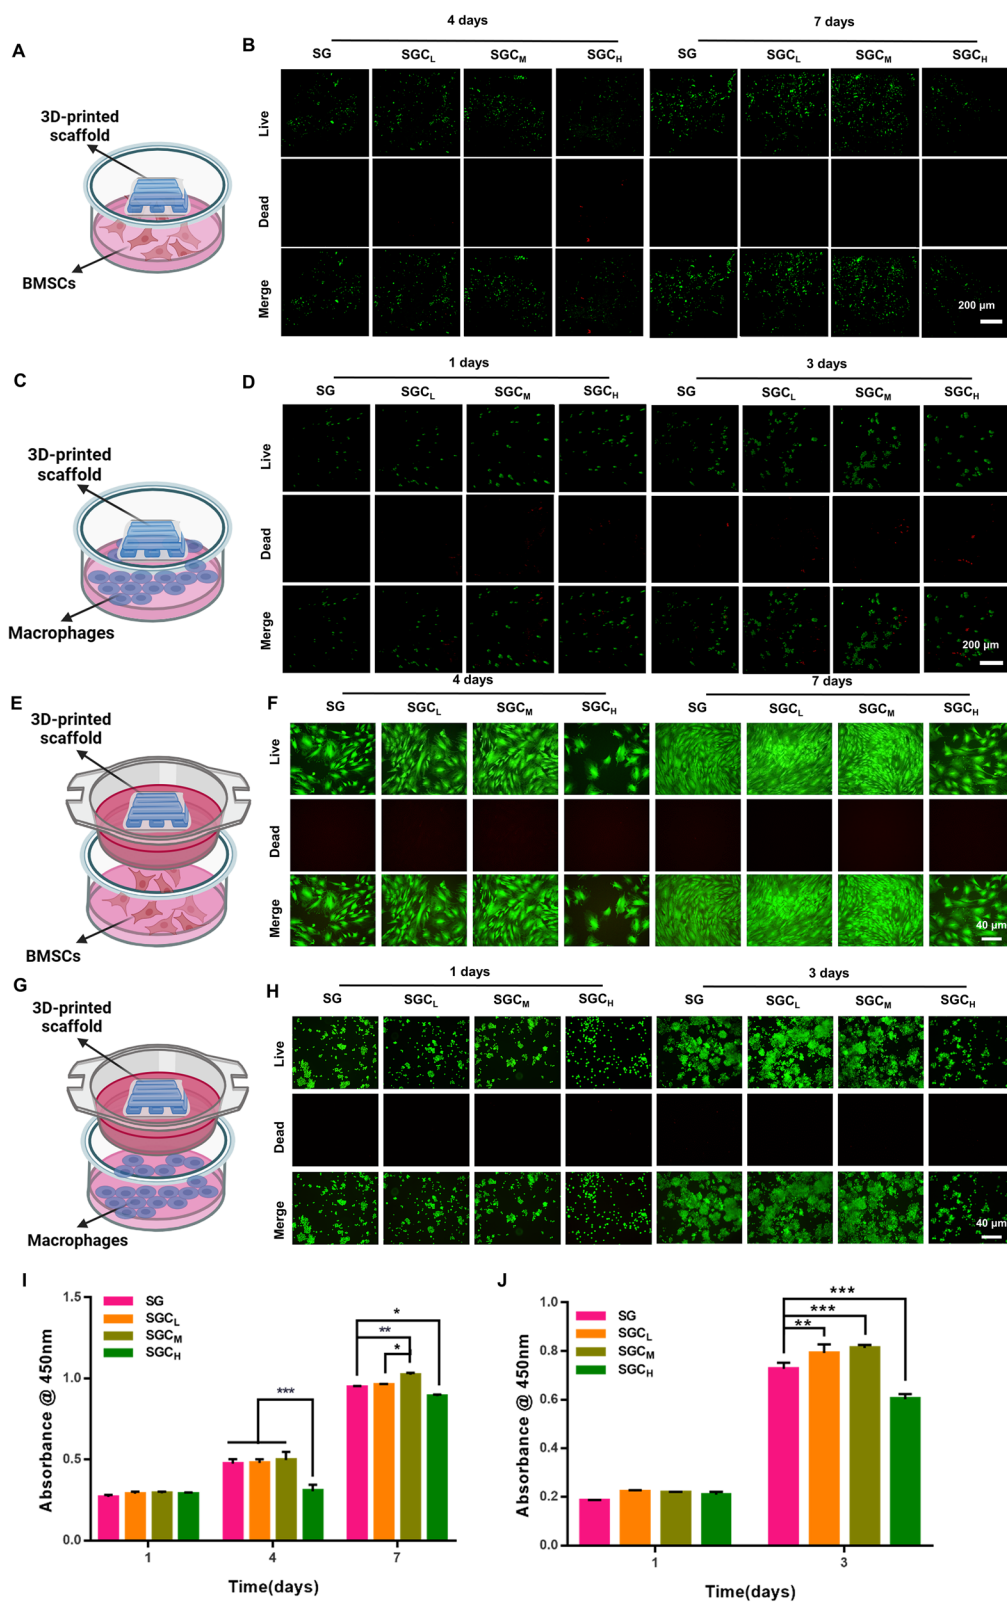 A
3D-printed
scaffold
BMSCs
B
4 days
7 days
SG SGCL SGCM SGCH SG SGCL SGCM SGCH
Live
Dead
Merge
200 μm
C
3D-printed
scaffold
Macrophages
D
1 days
3 days
SG SGCL SGCM SGCH SG SGCL SGCM SGCH
Live
Dead
Merge
200 μm
E
3D-printed
scaffold
BMSCs
F
4 days
7 days
SG SGCL SGCM SGCH SG SGCL SGCM SGCH
Live
Dead
Merge
40 μm
G
3D-printed
scaffold
Macrophages
H
1 days
3 days
SG SGCL SGCM SGCH SG SGCL SGCM SGCH
Live
Dead
Merge
40 μm
I
SG
SGCL
SGCM
SGCH
Absorbance @ 450nm
1.5
1.0
0.5
0.0
***
*
**
*
1 4 7
Time(days)
J
SG
SGCL
SGCM
SGCH
Absorbance @ 450nm
1.0
0.8
0.6
0.4
0.2
0.0
***
***
**
1 3
Time(days)